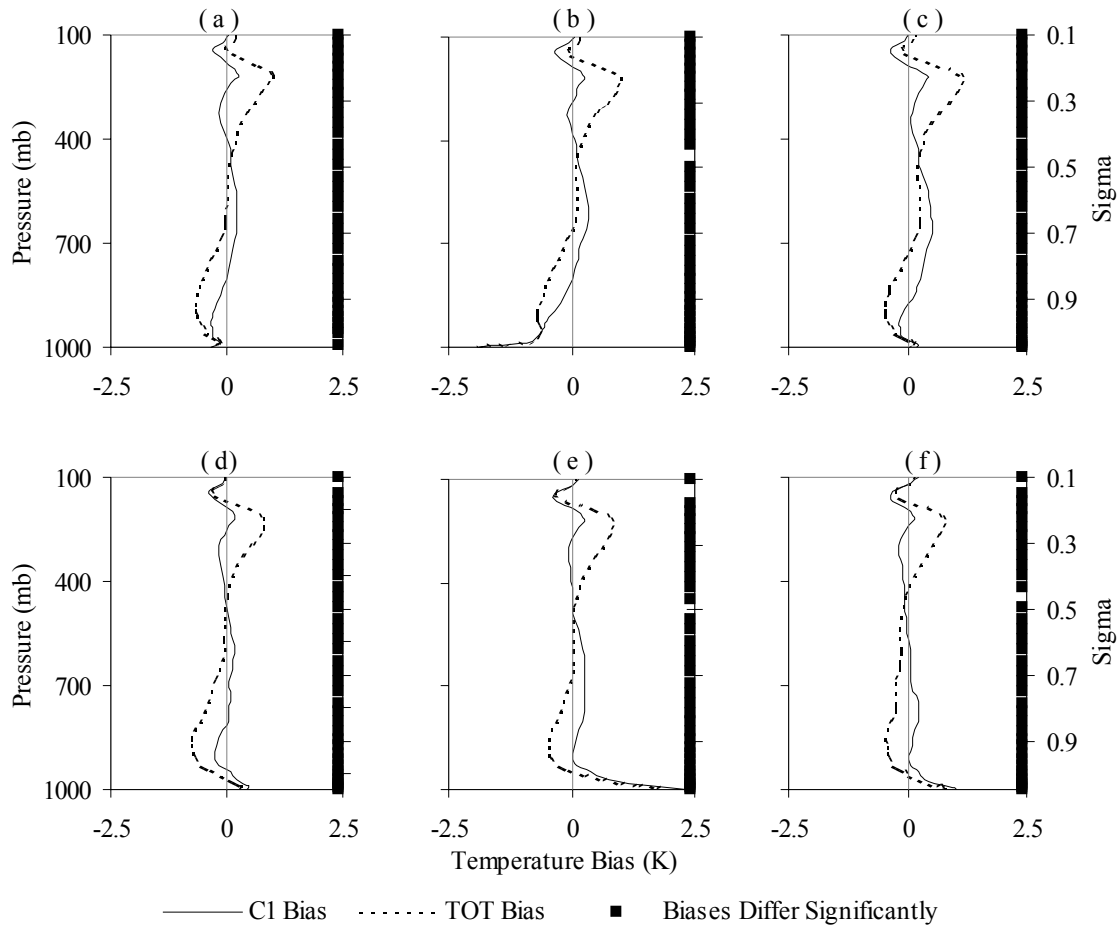 ( a ) ( b ) ( c )
100 0.1
0.3
400
0.5
Pressure (mb) Sigma
700 0.7
0.9
1000
-2.5 0 2.5 -2.5 0 2.5 -2.5 0 2.5
( d ) ( e ) ( f )
100 0.1
0.3
400
0.5
Pressure (mb) Sigma
700 0.7
0.9
1000
-2.5 0 2.5 -2.5 0 2.5 -2.5 0 2.5
Temperature Bias (K)
C1 Bias TOT Bias Biases Differ Significantly